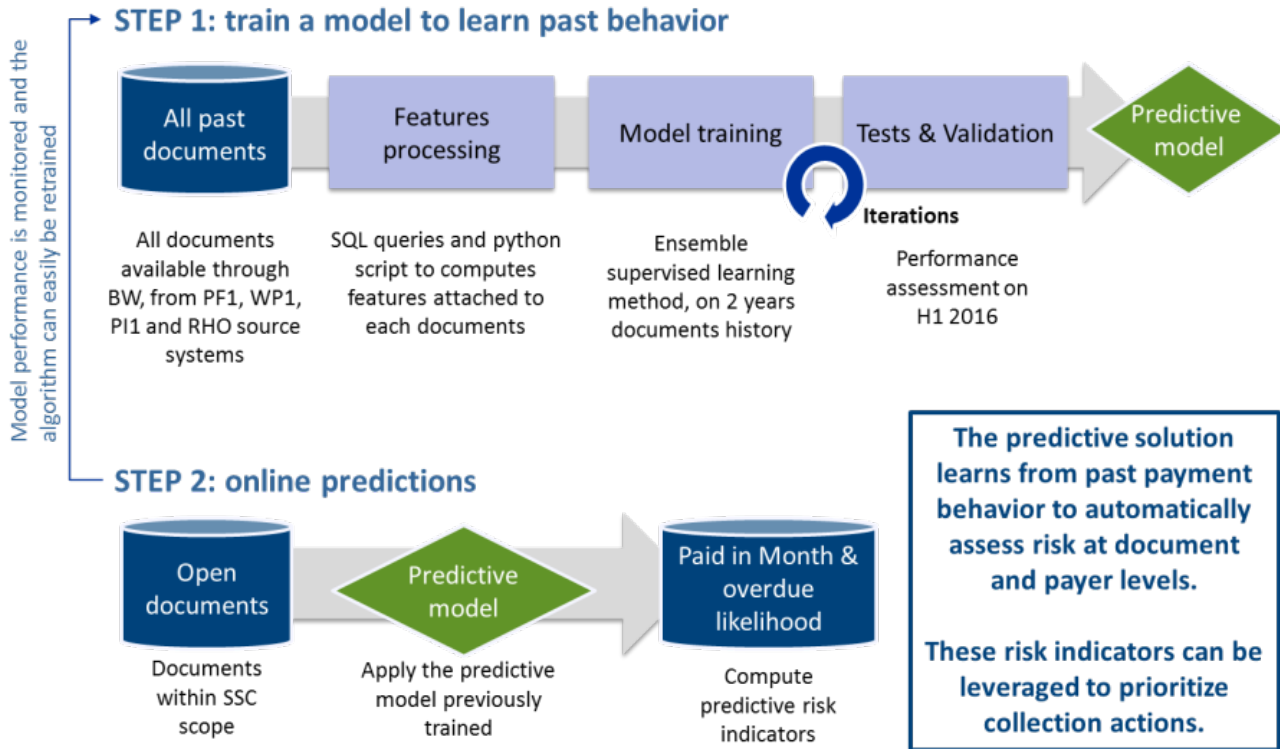 Model performance is monitored and the
algorithm can easily be retrained
STEP 1: train a model to learn past behavior
All past
documents
Features
processing
Model training
Tests & Validation
Predictive
model
Iterations
All documents
available through
BW, from PF1, WP1,
PI1 and RHO source
systems
SQL queries and python
script to computes
features attached to
each documents
Ensemble
supervised learning
method, on 2 years
documents history
Performance
assessment on
H1 2016
STEP 2: online predictions
Open
documents
Predictive
model
Paid in Month &
overdue
likelihood
Documents
within SSC
scope
Apply the predictive
model previously
trained
Compute
predictive risk
indicators
The predictive solution
learns from past payment
behavior to automatically
assess risk at document
and payer levels.
These risk indicators can be
leveraged to prioritize
collection actions.